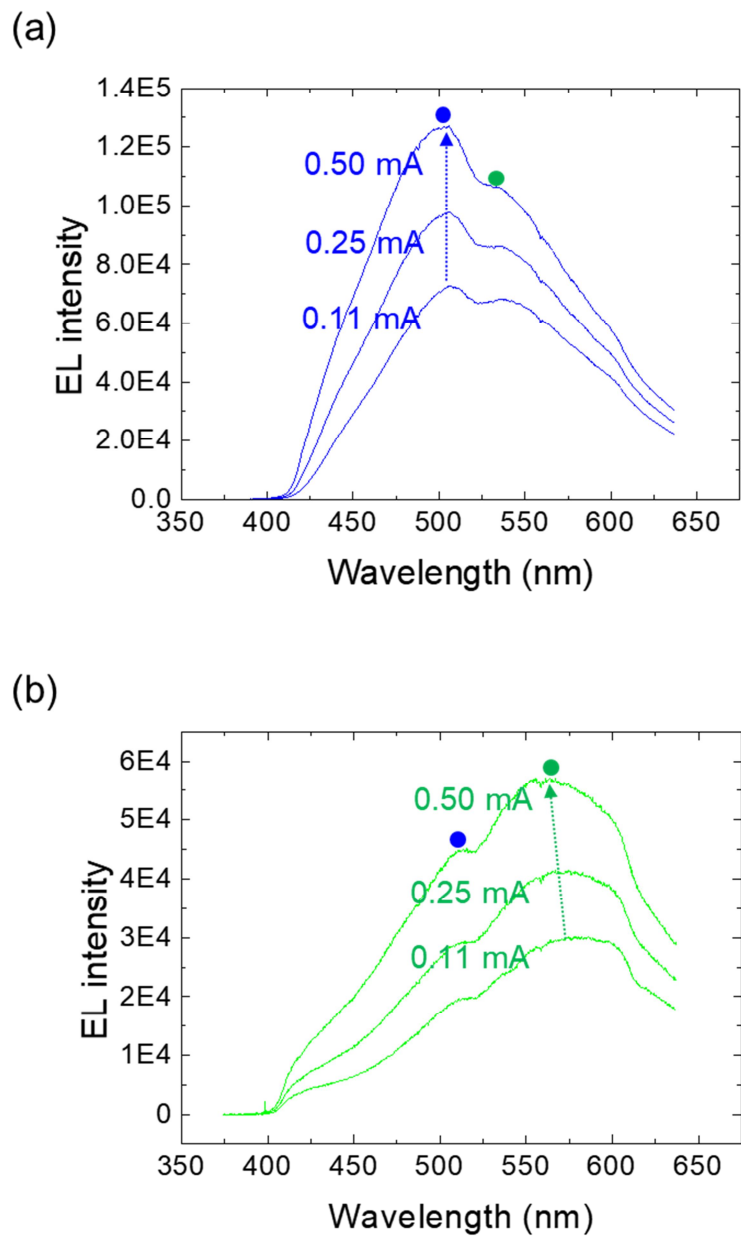 (a)
1.4E5
1.2E5
1.0E5
8.0E4
6.0E4
4.0E4
2.0E4
0.0
EL intensity
0.50 mA
0.25 mA
0.11 mA
350 400 450 500 550 600 650
Wavelength (nm)
(b)
6E4
5E4
4E4
3E4
2E4
1E4
0
EL intensity
0.50 mA
0.25 mA
0.11 mA
350 400 450 500 550 600 650
Wavelength (nm)